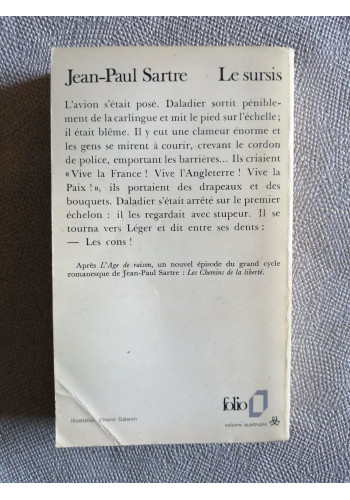 Jean-Paul Sartre Le sursis
L'avion s'était posé. Daladier sortit pénible-
ment de la carlingue et mit le pied sur l'échelle ;
il était blême. Il y eut une clameur énorme et
les gens se mirent à courir, crevant le cordon
de police, emportant les barrières... Ils criaient
« Vive la France ! Vive l'Angleterre ! Vive la
Paix ! », ils portaient des drapeaux et des
bouquets. Daladier s'était arrêté sur le premier
échelon : il les regardait avec stupeur. Il se
tourna vers Léger et dit entre ses dents :
— Les cons !
Après L'Age de raison, un nouvel épisode du grand cycle
romanesque de Jean-Paul Sartre : Les Chemins de la liberté.
folio
Illustration d'Henri Galeron
volume quadruple